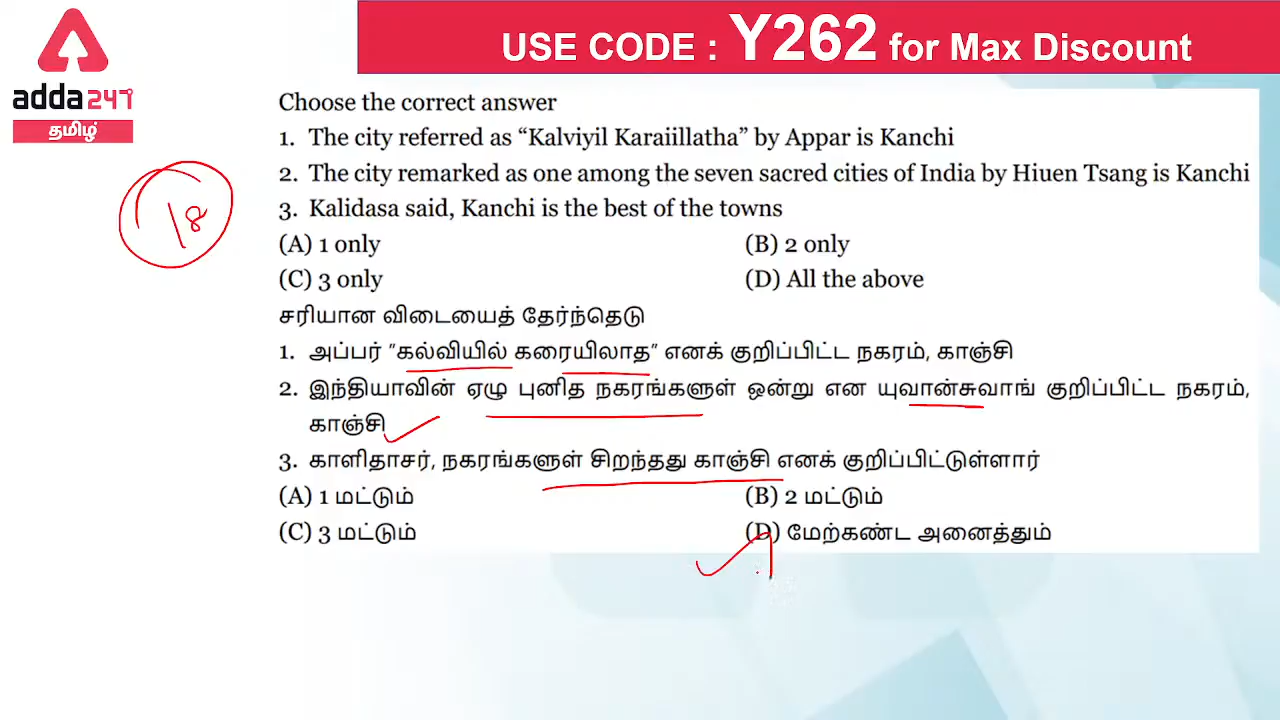 USE CODE : Y262 for Max Discount
adda247
தமிழ்
Choose the correct answer
1. The city referred as “Kalviyil Karaiillatha” by Appar is Kanchi
2. The city remarked as one among the seven sacred cities of India by Hiuen Tsang is Kanchi
3. Kalidasa said, Kanchi is the best of the towns
18
(A) 1 only (B) 2 only
(C) 3 only (D) All the above
சரியான விடையைத் தேர்ந்தெடு
1. அப்பர் ”கல்வியில் கரையிலாத” எனக் குறிப்பிட்ட நகரம், காஞ்சி
2. இந்தியாவின் ஏழு புனித நகரங்களுள் ஒன்று என யுவான்சுவாங் குறிப்பிட்ட நகரம்,
காஞ்சி
3. காளிதாசர், நகரங்களுள் சிறந்தது காஞ்சி எனக் குறிப்பிட்டுள்ளார்
(A) 1 மட்டும் (B) 2 மட்டும்
(C) 3 மட்டும் (D) மேற்கண்ட அனைத்தும்